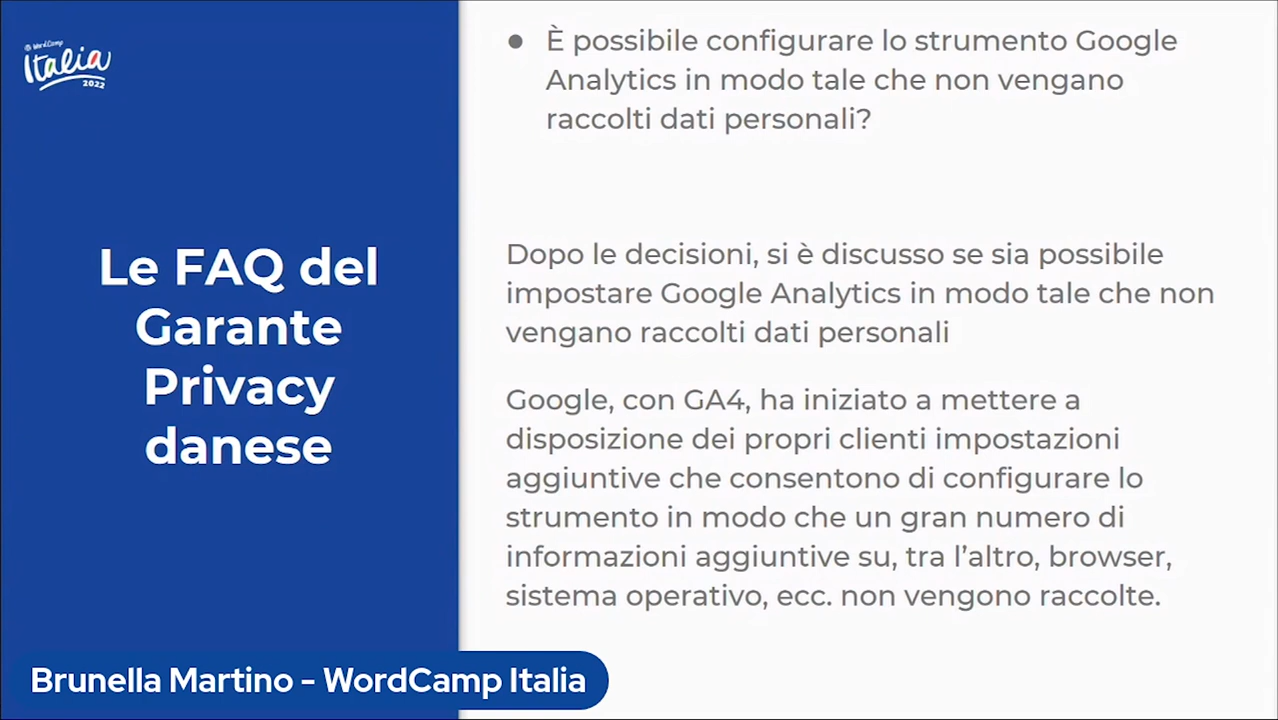 WordCamp
Italia
2022
Le FAQ del
Garante
Privacy
danese
● È possibile configurare lo strumento Google
Analytics in modo tale che non vengano
raccolti dati personali?
Dopo le decisioni, si è discusso se sia possibile
impostare Google Analytics in modo tale che non
vengano raccolti dati personali
Google, con GA4, ha iniziato a mettere a
disposizione dei propri clienti impostazioni
aggiuntive che consentono di configurare lo
strumento in modo che un gran numero di
informazioni aggiuntive su, tra l’altro, browser,
sistema operativo, ecc. non vengono raccolte.
Brunella Martino - WordCamp Italia